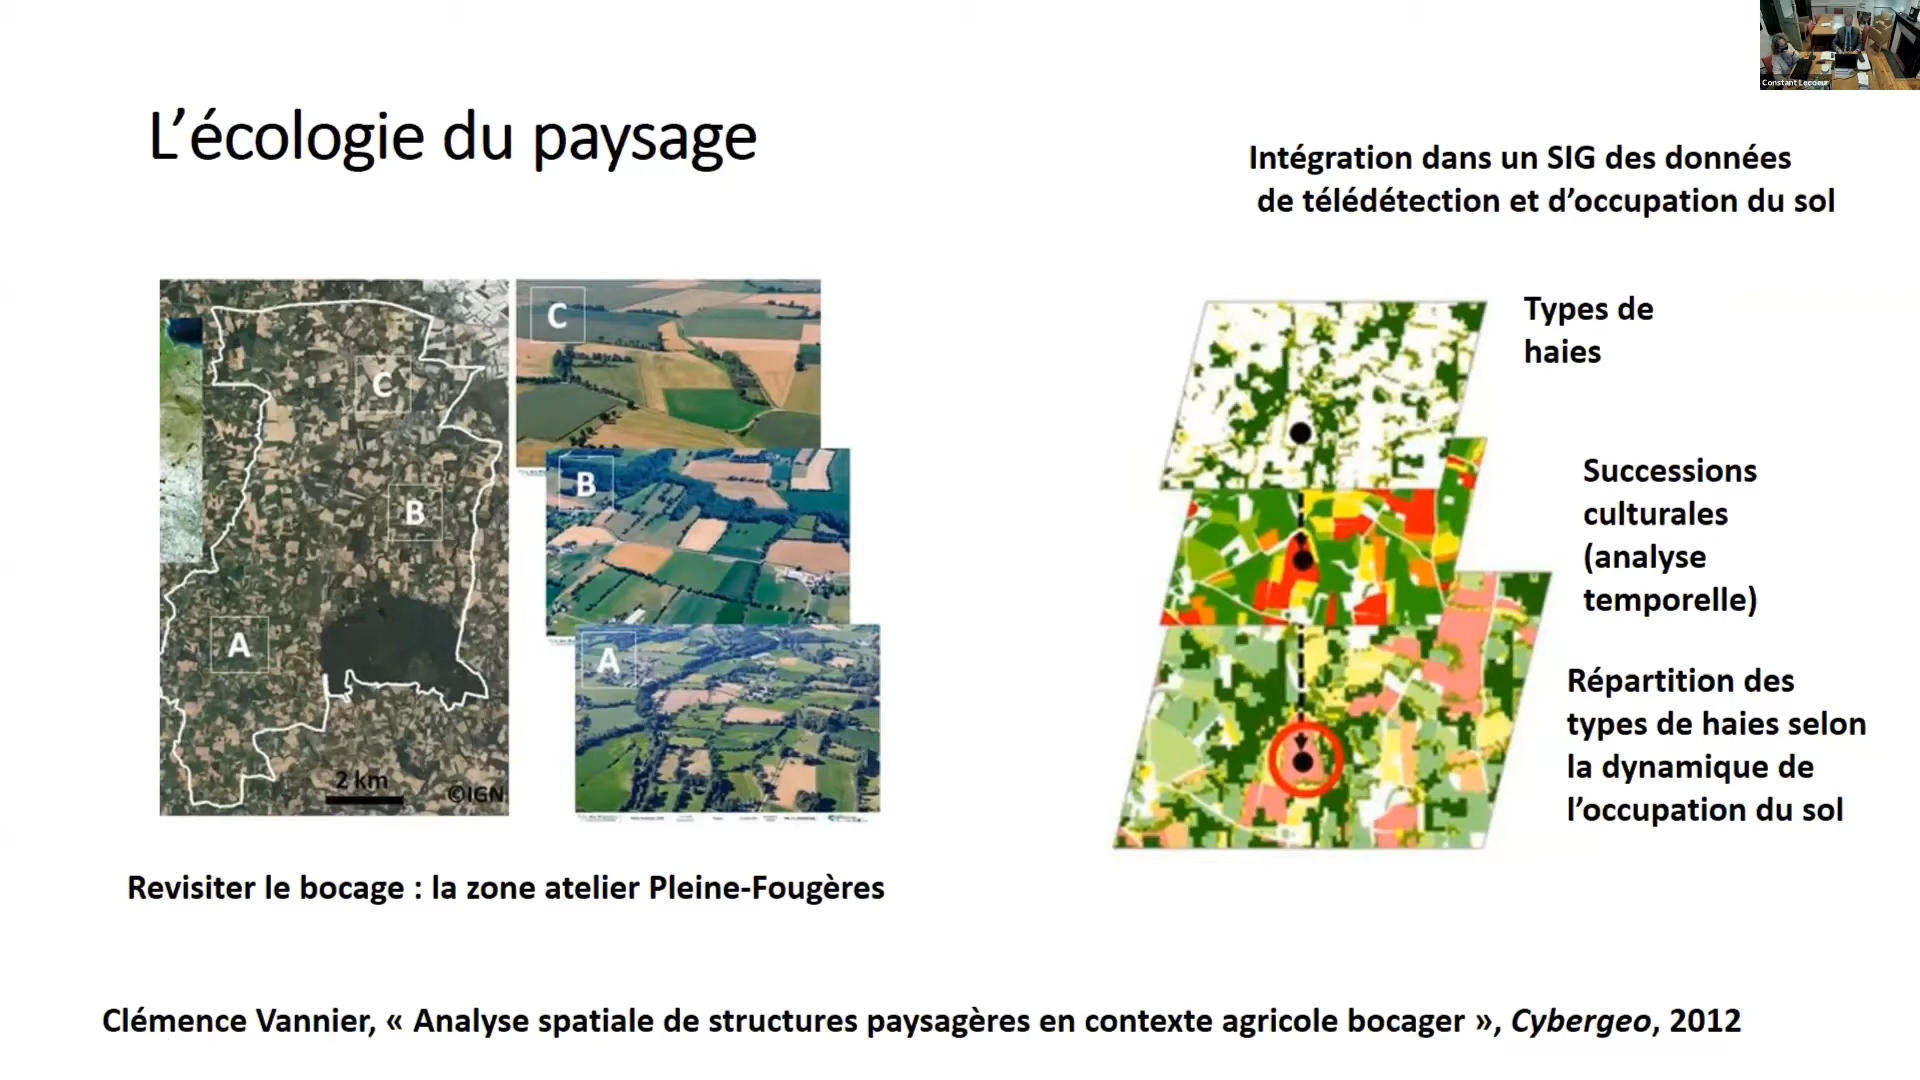 Constant Lecoeur
L’écologie du paysage
Intégration dans un SIG des données
de télédétection et d’occupation du sol
C
B
A
2 km
©IGN
C
B
A
Types de
haies
Successions
culturales
(analyse
temporelle)
Répartition des
types de haies selon
la dynamique de
l’occupation du sol
Revisiter le bocage : la zone atelier Pleine-Fougères
Clémence Vannier, « Analyse spatiale de structures paysagères en contexte agricole bocager », Cybergeo, 2012